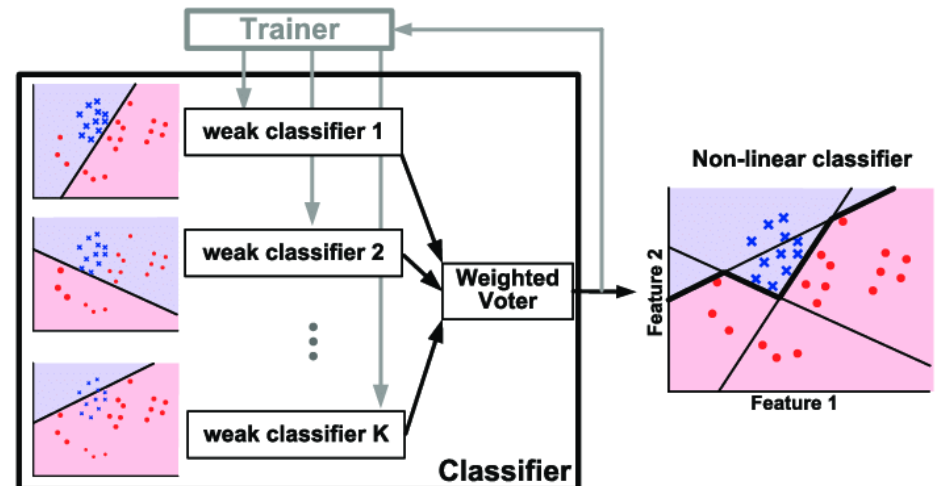 Trainer
weak classifier 1
weak classifier 2
weak classifier K
Weighted
Voter
Classifier
Non-linear classifier
Feature 2
Feature 1